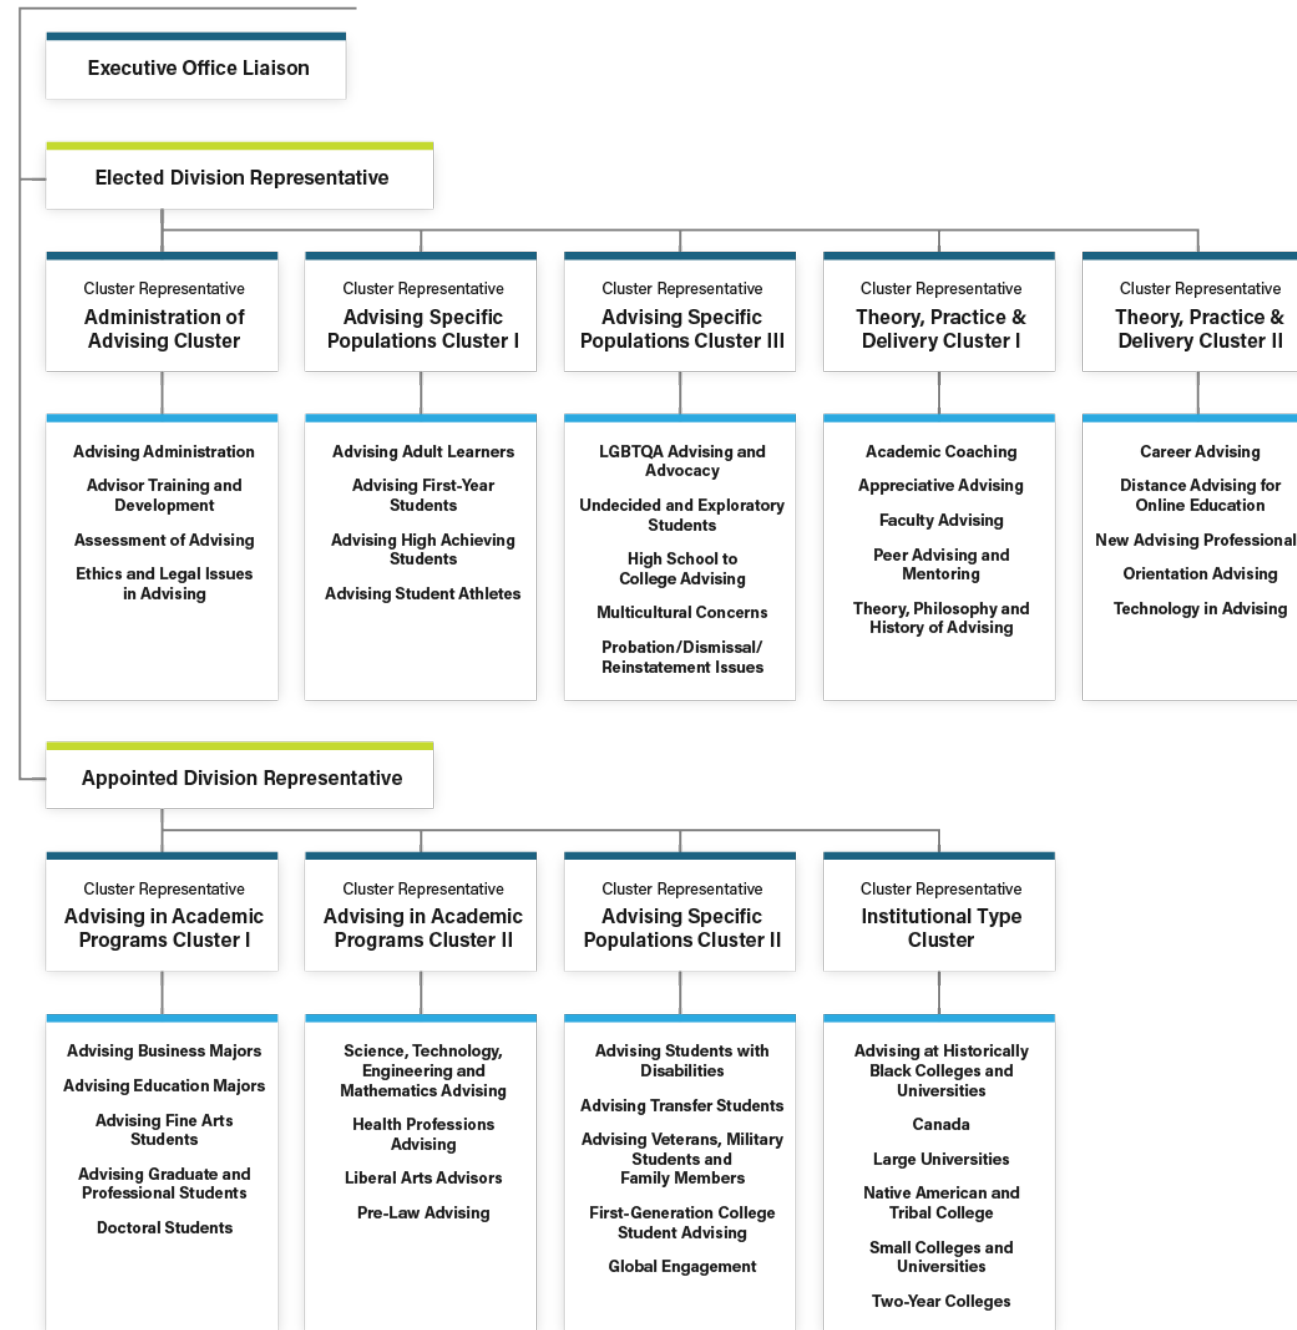 Executive Office Liaison
Elected Division Representative
Cluster Representative
Administration of
Advising Cluster
Cluster Representative
Advising Specific
Populations Cluster I
Cluster Representative
Advising Specific
Populations Cluster III
Cluster Representative
Theory, Practice &
Delivery Cluster I
Cluster Representative
Theory, Practice &
Delivery Cluster II
Advising Administration
Advisor Training and
Development
Assessment of Advising
Ethics and Legal Issues
in Advising
Advising Adult Learners
Advising First-Year
Students
Advising High Achieving
Students
Advising Student Athletes
LGBTQA Advising and
Advocacy
Undecided and Exploratory
Students
High School to
College Advising
Multicultural Concerns
Probation/Dismissal/
Reinstatement Issues
Academic Coaching
Appreciative Advising
Faculty Advising
Peer Advising and
Mentoring
Theory, Philosophy and
History of Advising
Career Advising
Distance Advising for
Online Education
New Advising Professional
Orientation Advising
Technology in Advising
Appointed Division Representative
Cluster Representative
Advising in Academic
Programs Cluster I
Cluster Representative
Advising in Academic
Programs Cluster II
Cluster Representative
Advising Specific
Populations Cluster II
Cluster Representative
Institutional Type
Cluster
Advising Business Majors
Advising Education Majors
Advising Fine Arts
Students
Advising Graduate and
Professional Students
Doctoral Students
Science, Technology,
Engineering and
Mathematics Advising
Health Professions
Advising
Liberal Arts Advisors
Pre-Law Advising
Advising Students with
Disabilities
Advising Transfer Students
Advising Veterans, Military
Students and
Family Members
First-Generation College
Student Advising
Global Engagement
Advising at Historically
Black Colleges and
Universities
Canada
Large Universities
Native American and
Tribal College
Small Colleges and
Universities
Two-Year Colleges